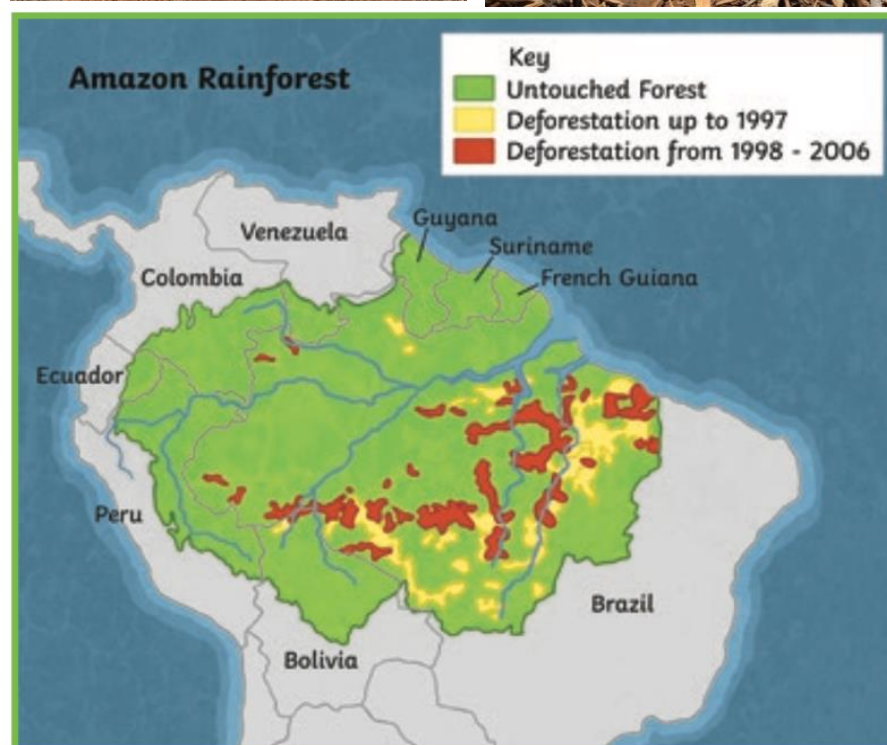 Amazon Rainforest
Key
Untouched Forest
Deforestation up to 1997
Deforestation from 1998 - 2006
Guyana
Venezuela
Suriname
Colombia
French Guiana
Ecuador
Peru
Brazil
Bolivia